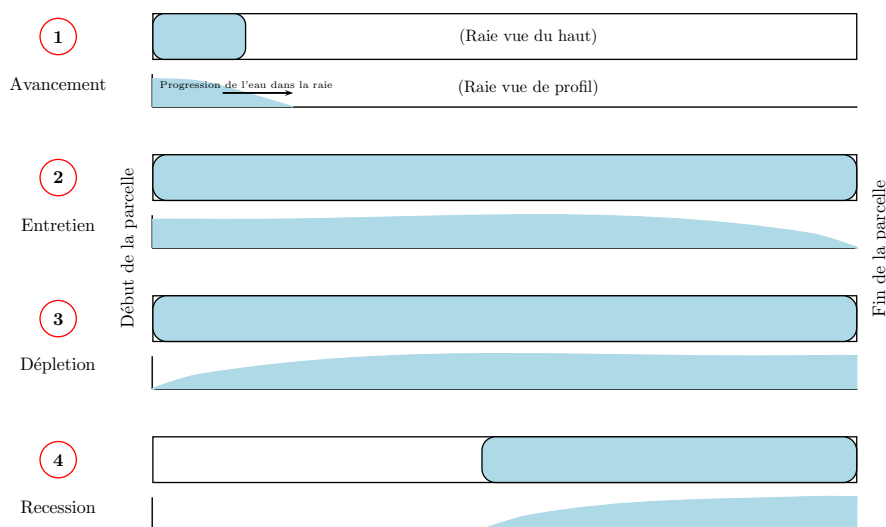 1
(Raie vue du haut)
Avancement
Progression de l'eau dans la raie
(Raie vue de profil)
2
Entretien
Début de la parcelle
Fin de la parcelle
3
Dépletion
4
Recession